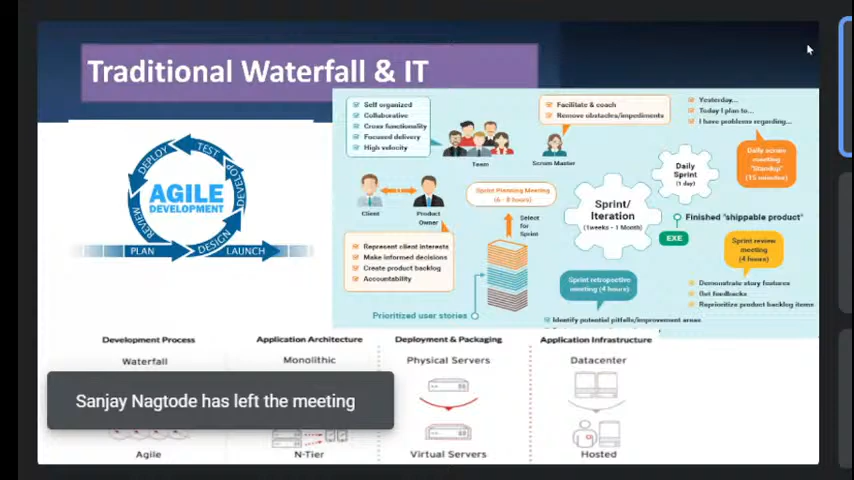 Traditional Waterfall & IT
Self organized
Collaborative
Cross functionality
Focused delivery
High velocity
Team
Facilitate & coach
Remove obstacles/impediments
Scrum Master
Yesterday...
Today I plan to...
I have problems regarding...
Daily scrum
meeting
"Standup"
(15 minutes)
Daily
Sprint
(1 day)
DEPLOY
TEST
DEVELOP
AGILE
DEVELOPMENT
REVIEW
DESIGN
PLAN
LAUNCH
Client
Product
Owner
Sprint Planning Meeting
(6 - 8 hours)
Select
for
Sprint
Sprint/
Iteration
(1weeks - 1 Month)
Finished "shippable product"
EXE
Represent client interests
Make informed decisions
Create product backlog
Accountability
Sprint review
meeting
(4 hours)
Sprint retrospective
meeting (4 hours)
Demonstrate story features
Get feedbacks
Reprioritize product backlog items
Prioritized user stories
Identify potential pitfalls/improvement areas
Development Process
Application Architecture
Deployment & Packaging
Application Infrastructure
Waterfall
Monolithic
Physical Servers
Datacenter
Sanjay Nagtode has left the meeting
Agile
N-Tier
Virtual Servers
Hosted